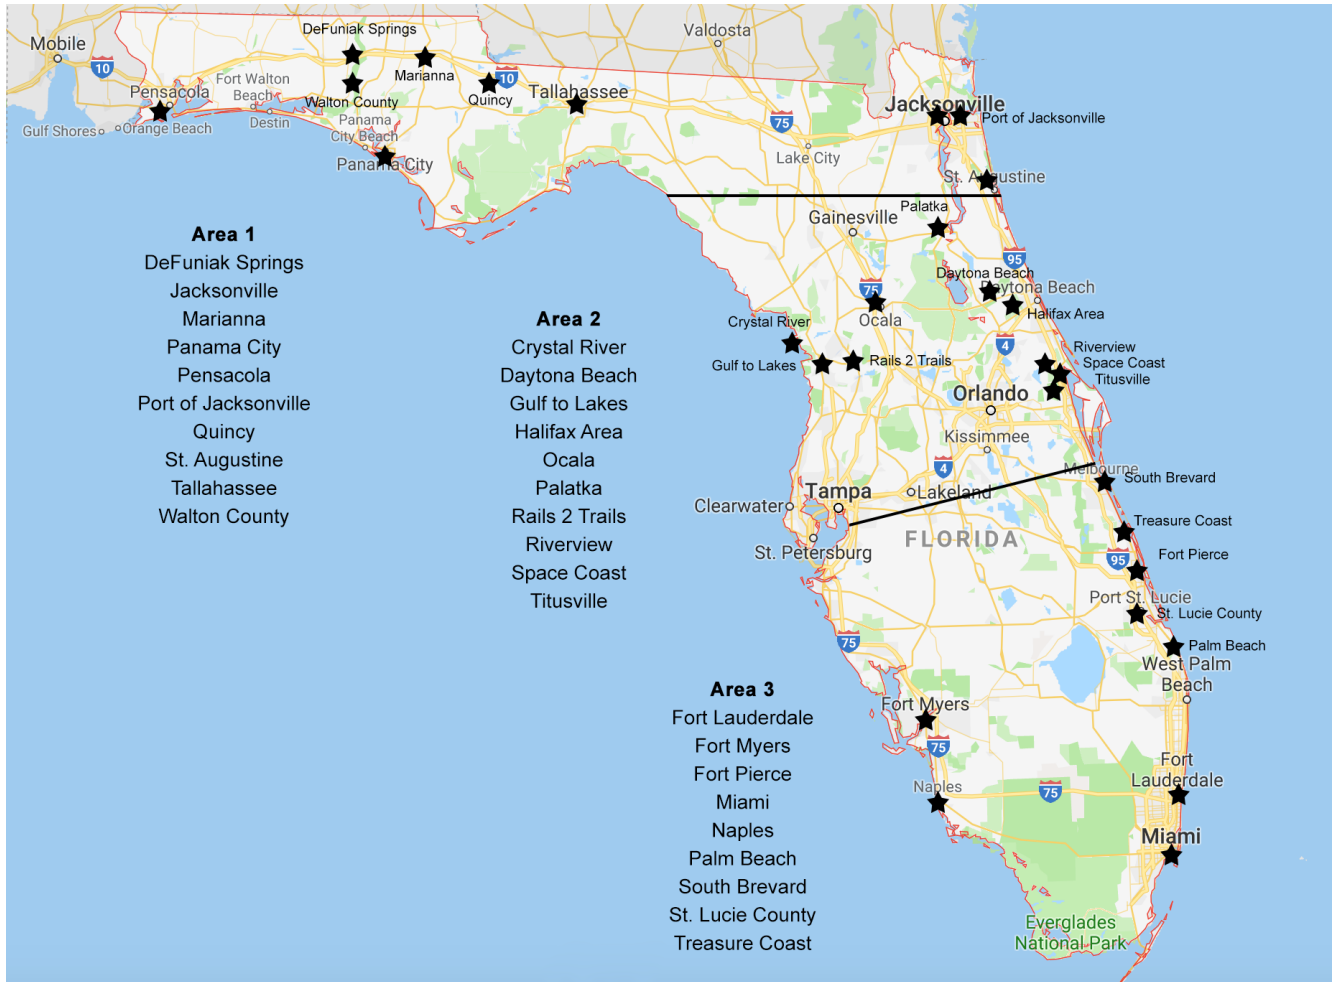 Mobile
10
Pensacola
Gulf Shores
Orange Beach
Fort Walton
Beach
Destin
DeFuniak Springs
Walton County
Marianna
Quincy
10
Panama
City Beach
Panama City
Tallahassee
Valdosta
75
Lake City
Jacksonville
Port of Jacksonville
St. Augustine
Palatka
Gainesville
95
Daytona Beach
Daytona Beach
Halifax Area
75
Ocala
Crystal River
Gulf to Lakes
Rails 2 Trails
4
Riverview
Space Coast
Titusville
Orlando
Kissimmee
4
Melbourne
South Brevard
Clearwater
Tampa
Lakeland
St. Petersburg
FLORIDA
Treasure Coast
95
Fort Pierce
Port St. Lucie
St. Lucie County
75
Palm Beach
West Palm
Beach
Fort Myers
75
Naples
75
Fort
Lauderdale
Miami
Everglades
National Park
Area 1
DeFuniak Springs
Jacksonville
Marianna
Panama City
Pensacola
Port of Jacksonville
Quincy
St. Augustine
Tallahassee
Walton County
Area 2
Crystal River
Daytona Beach
Gulf to Lakes
Halifax Area
Ocala
Palatka
Rails 2 Trails
Riverview
Space Coast
Titusville
Area 3
Fort Lauderdale
Fort Myers
Fort Pierce
Miami
Naples
Palm Beach
South Brevard
St. Lucie County
Treasure Coast